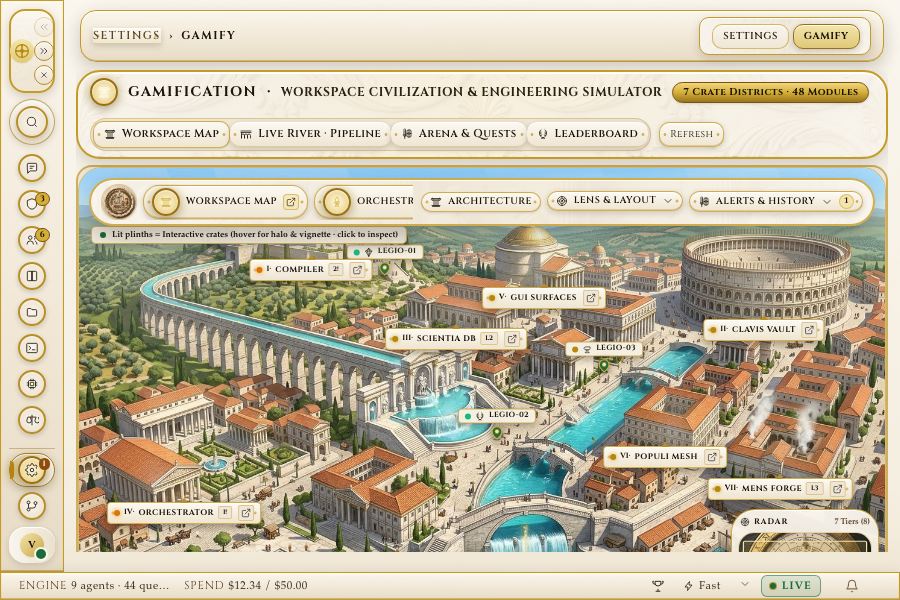 SETTINGS › GAMIFY
SETTINGS GAMIFY
GAMIFICATION · WORKSPACE CIVILIZATION & ENGINEERING SIMULATOR 7 CRATE DISTRICTS · 48 MODULES
WORKSPACE MAP LIVE RIVER · PIPELINE ARENA & QUESTS LEADERBOARD REFRESH
WORKSPACE MAP ORCHESTR ARCHITECTURE LENS & LAYOUT ALERTS & HISTORY 1
Lit plinths = Interactive crates (hover for halo & vignette · click to inspect)
LEGIO-01
I· COMPILER
V· GUI SURFACES
II· CLAVIS VAULT
III· SCIENTIA DB L2
LEGIO-03
LEGIO-02
VI· POPULI MESH
VII· MENS FORGE L3
IV· ORCHESTRATOR
RADAR 7 Tiers (8)
3
6
1
V
ENGINE 9 agents · 44 que... SPEND $12.34 / $50.00 Fast LIVE